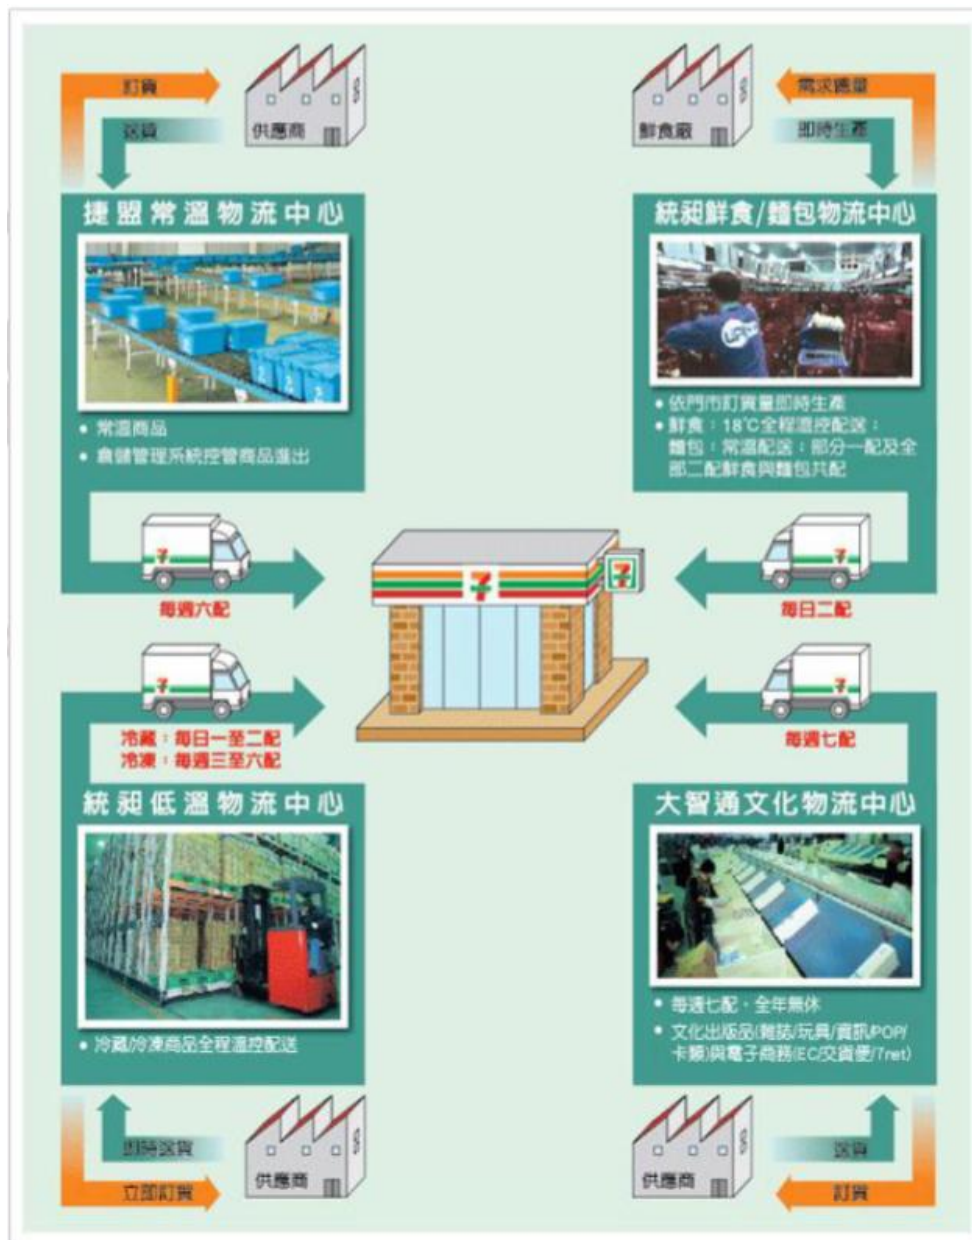 訂貨
送貨
供應商
捷盟常溫物流中心
• 常溫商品
• 倉儲管理系統控管商品進出
每週六配
需求總量
即時生產
鮮食廠
統昶鮮食/麵包物流中心
• 依門市訂貨量即時生產
• 鮮食：18℃全程溫控配送；
麵包：常溫配送；部分一配及全
部二配鮮食與麵包共配
每日二配
7
7
冷藏：每日一至二配
冷凍：每週三至六配
統昶低溫物流中心
• 冷藏/冷凍商品全程溫控配送
即時送貨
立即訂貨
供應商
每週七配
大智通文化物流中心
• 每週七配，全年無休
• 文化出版品(雜誌/玩具/資訊/POP/
卡類)與電子商務(EC/交貨便/7net)
送貨
訂貨
供應商